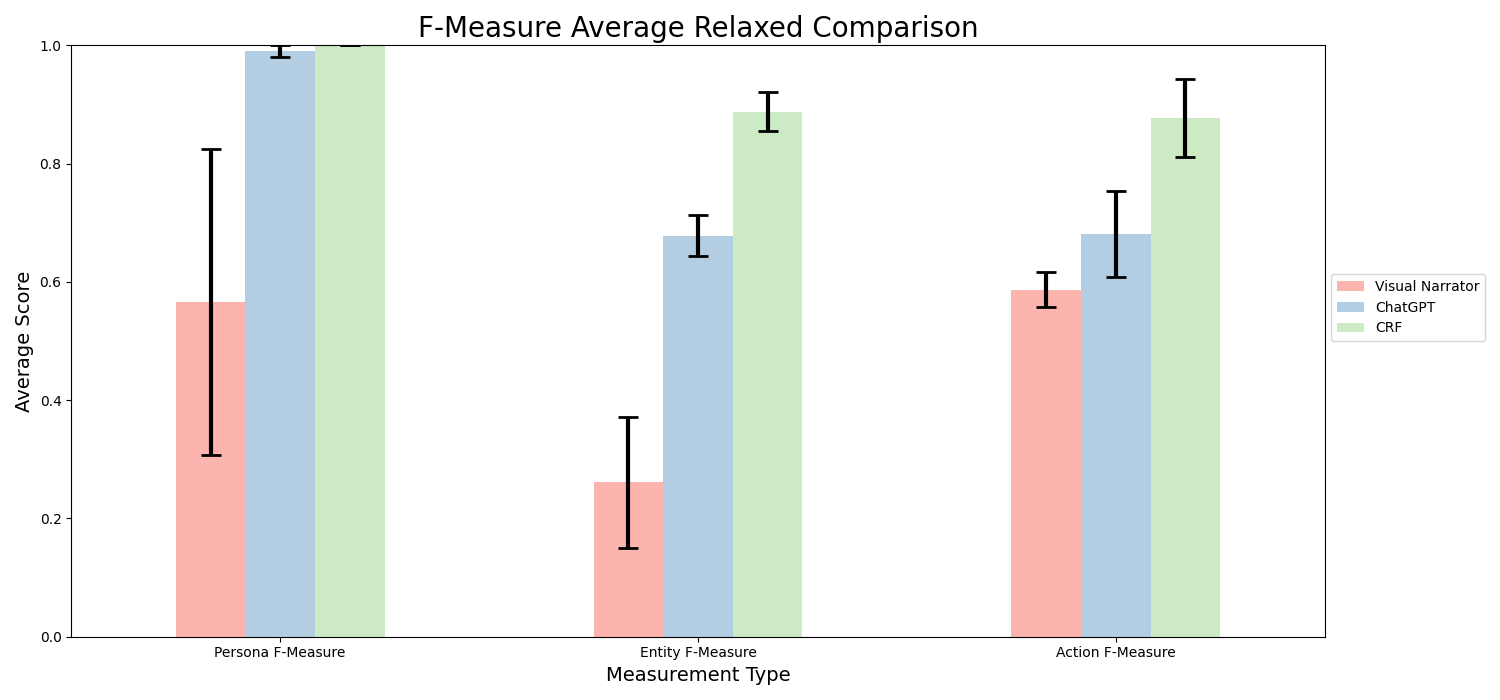 F-Measure Average Relaxed Comparison
Average Score
1.0
0.8
0.6
0.4
0.2
0.0
Persona F-Measure
Entity F-Measure
Action F-Measure
Measurement Type
Visual Narrator
ChatGPT
CRF